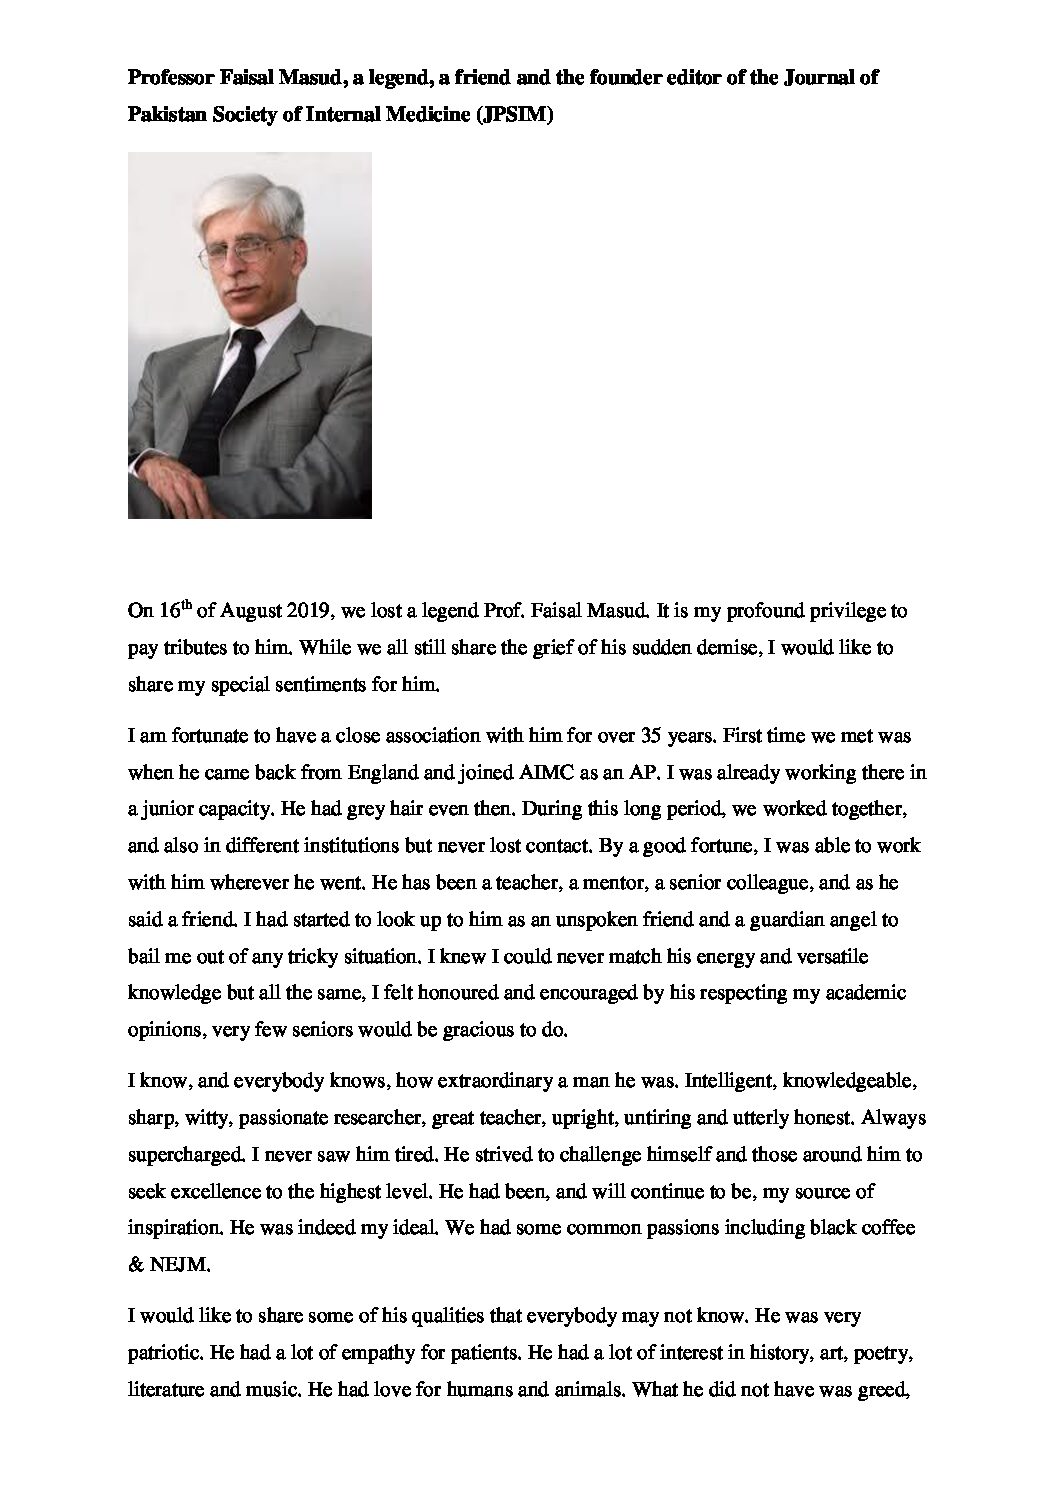 Professor Faisal Masud, a legend, a friend and the founder editor of the Journal of
Pakistan Society of Internal Medicine (JPSIM)
On 16th of August 2019, we lost a legend Prof. Faisal Masud. It is my profound privilege to
pay tributes to him. While we all still share the grief of his sudden demise, I would like to
share my special sentiments for him.
I am fortunate to have a close association with him for over 35 years. First time we met was
when he came back from England and joined AIMC as an AP. I was already working there in
a junior capacity. He had grey hair even then. During this long period, we worked together,
and also in different institutions but never lost contact. By a good fortune, I was able to work
with him wherever he went. He has been a teacher, a mentor, a senior colleague, and as he
said a friend. I had started to look up to him as an unspoken friend and a guardian angel to
bail me out of any tricky situation. I knew I could never match his energy and versatile
knowledge but all the same, I felt honoured and encouraged by his respecting my academic
opinions, very few seniors would be gracious to do.
I know, and everybody knows, how extraordinary a man he was. Intelligent, knowledgeable,
sharp, witty, passionate researcher, great teacher, upright, untiring and utterly honest. Always
supercharged. I never saw him tired. He strived to challenge himself and those around him to
seek excellence to the highest level. He had been, and will continue to be, my source of
inspiration. He was indeed my ideal. We had some common passions including black coffee
& NEJM.
I would like to share some of his qualities that everybody may not know. He was very
patriotic. He had a lot of empathy for patients. He had a lot of interest in history, art, poetry,
literature and music. He had love for humans and animals. What he did not have was greed,